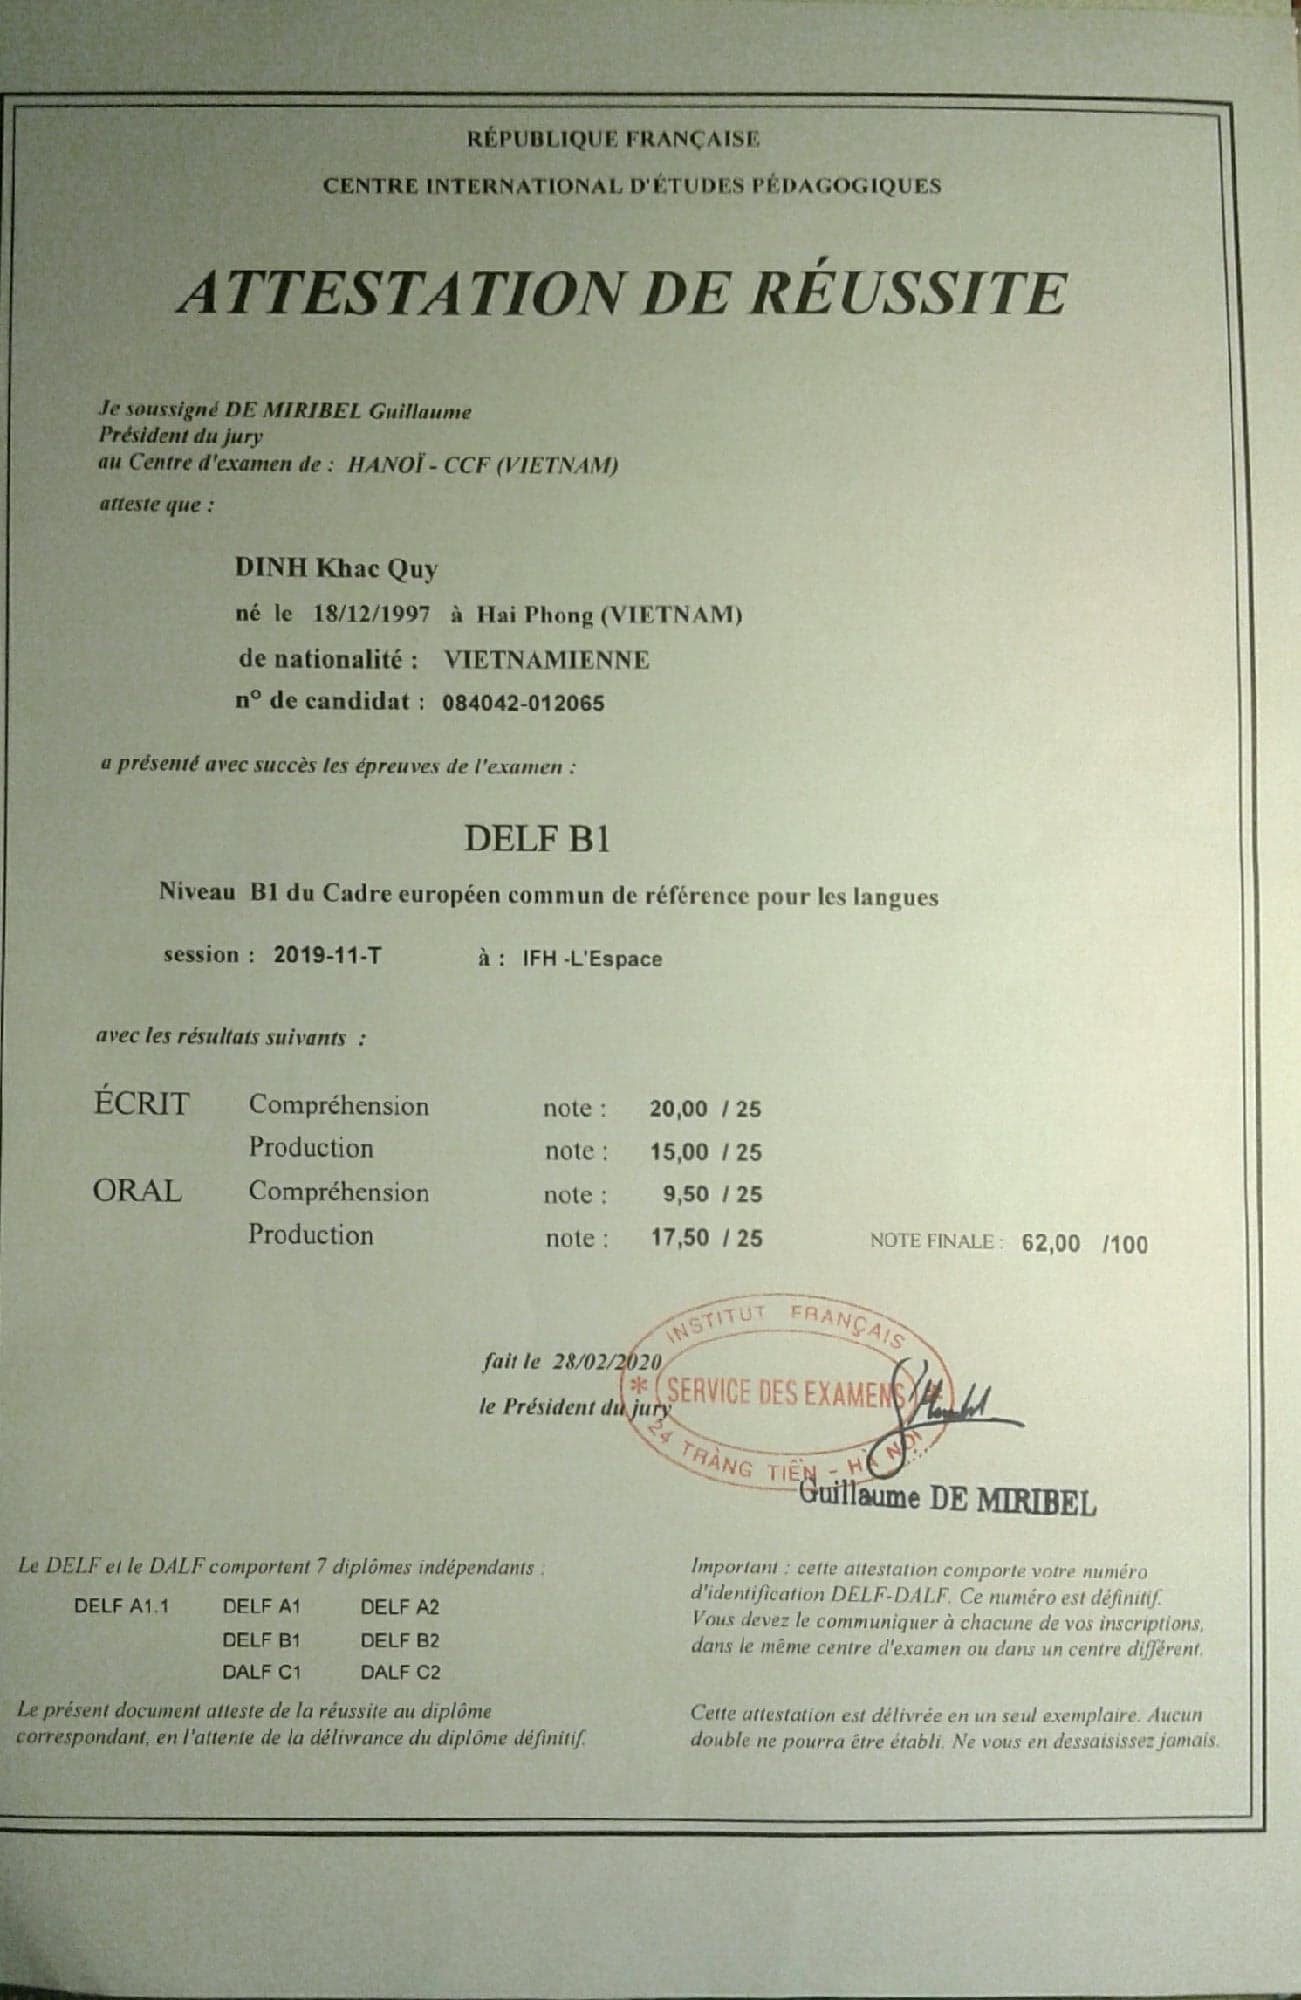 RÉPUBLIQUE FRANÇAISE
CENTRE INTERNATIONAL D'ÉTUDES PÉDAGOGIQUES
ATTESTATION DE RÉUSSITE
Je soussigné DE MIRIBEL Guillaume
Président du jury
au Centre d'examen de : HANOÏ - CCF (VIETNAM)
atteste que :
DINH Khac Quy
né le 18/12/1997 à Hai Phong (VIETNAM)
de nationalité : VIETNAMIENNE
n° de candidat : 084042-012065
a présenté avec succès les épreuves de l'examen :
DELF B1
Niveau B1 du Cadre européen commun de référence pour les langues
session : 2019-11-T à : IFH -L'Espace
avec les résultats suivants :
ÉCRIT Compréhension note : 20,00 / 25
Production note : 15,00 / 25
ORAL Compréhension note : 9,50 / 25
Production note : 17,50 / 25 NOTE FINALE : 62,00 /100
INSTITUT FRANÇAIS
fait le 28/02/2020
* SERVICE DES EXAMENS
le Président du jury
24 TRÀNG TIỀN - HÀ NỘI
Guillaume DE MIRIBEL
Le DELF et le DALF comportent 7 diplômes indépendants :
DELF A1.1 DELF A1 DELF A2
DELF B1 DELF B2
DALF C1 DALF C2
Le présent document atteste de la réussite au diplôme
correspondant, en l'attente de la délivrance du diplôme définitif.
Important : cette attestation comporte votre numéro
d'identification DELF-DALF. Ce numéro est définitif.
Vous devez le communiquer à chacune de vos inscriptions,
dans le même centre d'examen ou dans un centre différent.
Cette attestation est délivrée en un seul exemplaire. Aucun
double ne pourra être établi. Ne vous en dessaisissez jamais.